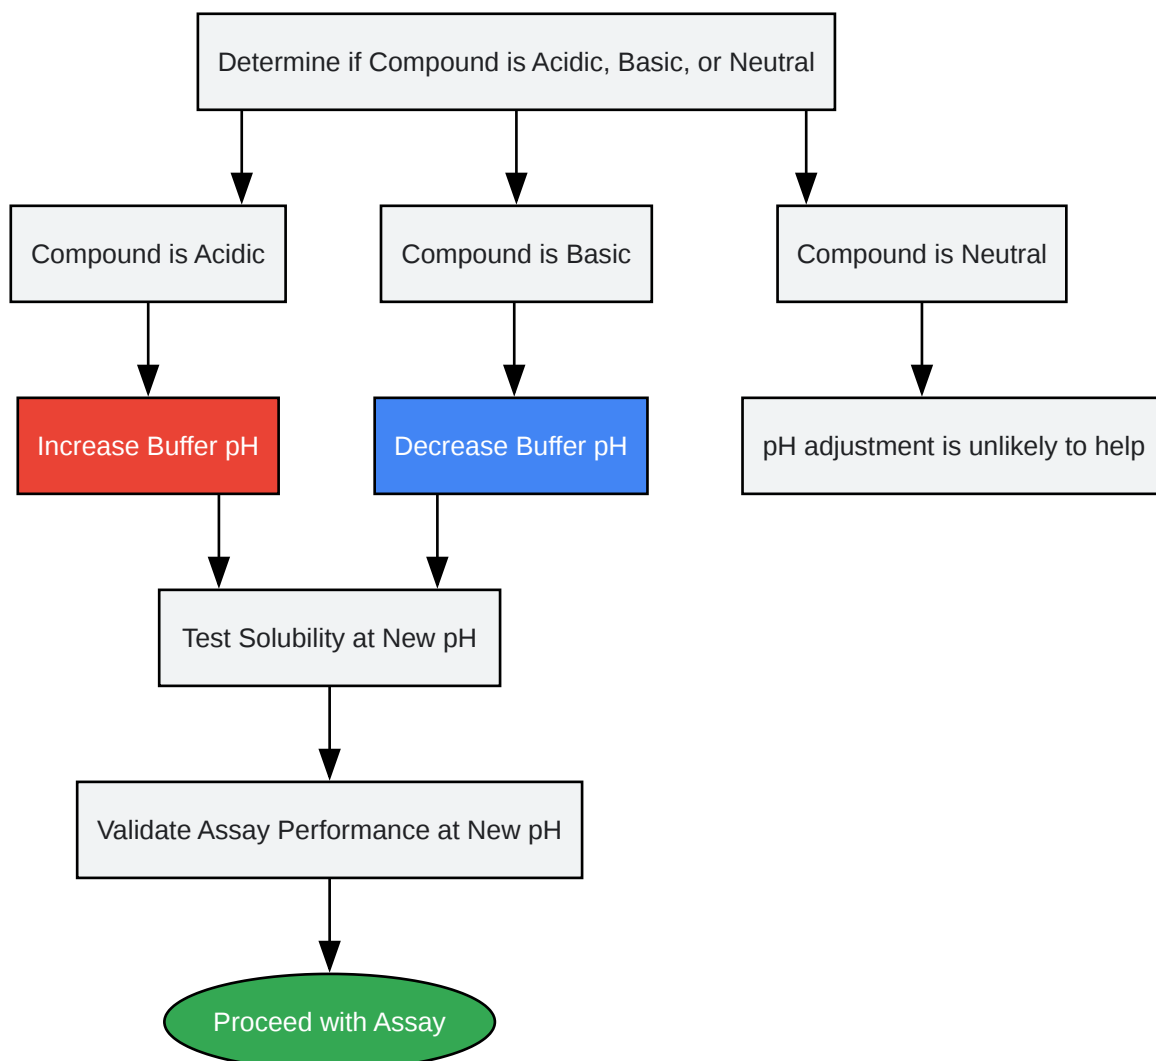 Determine if Compound is Acidic, Basic, or Neutral
Compound is Acidic
Compound is Basic
Compound is Neutral
Increase Buffer pH
Decrease Buffer pH
pH adjustment is unlikely to help
Test Solubility at New pH
Validate Assay Performance at New pH
Proceed with Assay